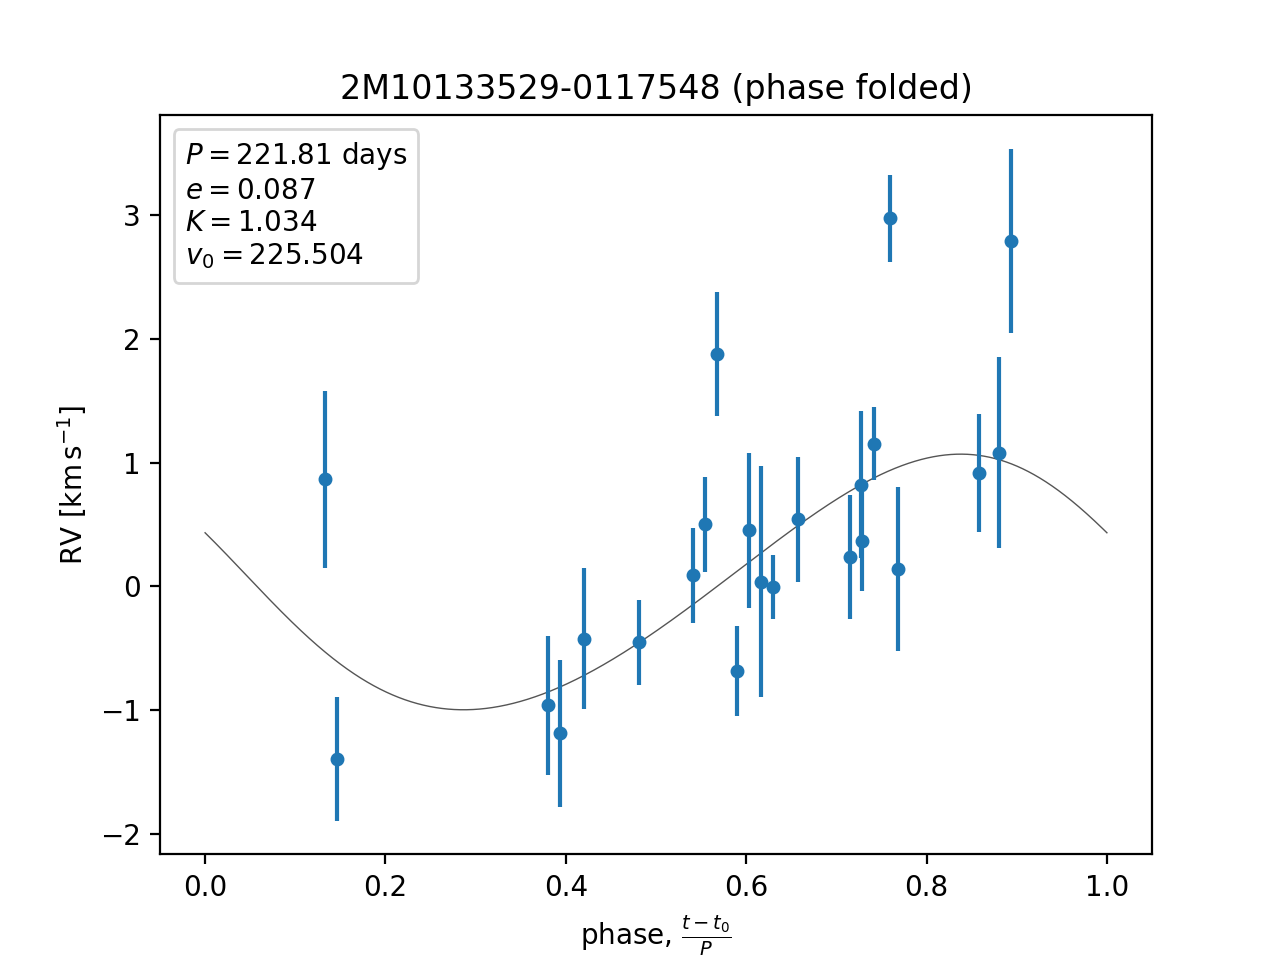 2M10133529-0117548 (phase folded)
P = 221.81 days
e = 0.087
K = 1.034
v₀ = 225.504
3
2
1
0
−1
−2
RV [km s⁻¹]
0.0 0.2 0.4 0.6 0.8 1.0
phase, (t − t₀)/P